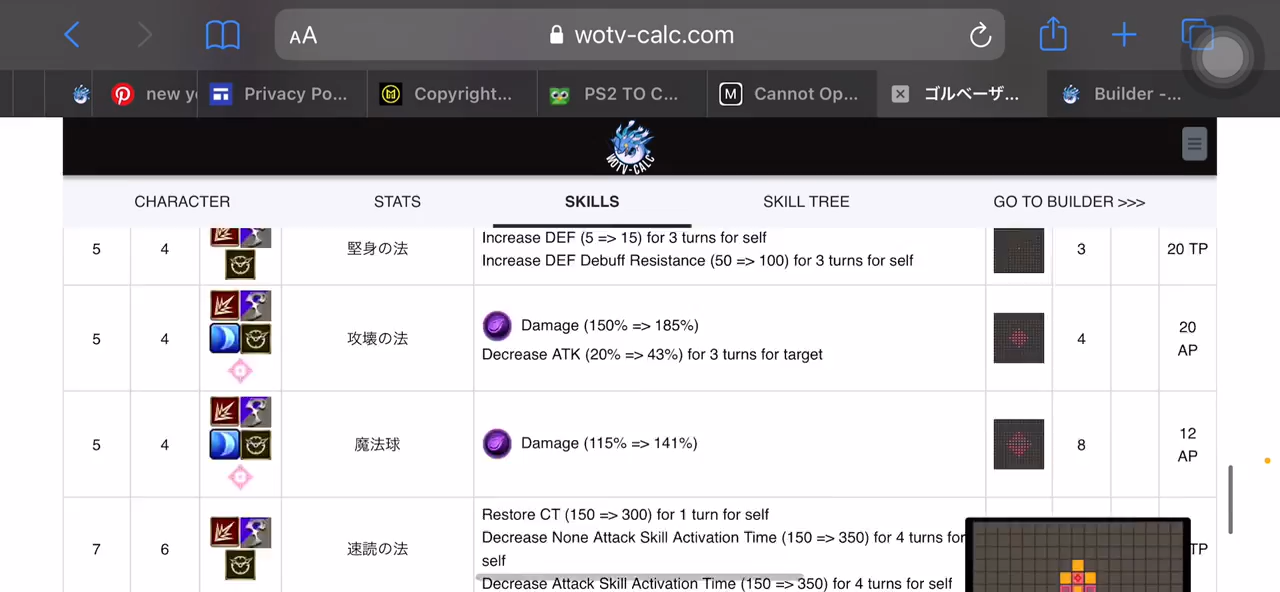 AA
wotv-calc.com
new y
Privacy Po...
Copyright...
PS2 TO C...
M
Cannot Op...
ゴルベーザ...
Builder -...
WOTV-CALC
CHARACTER
STATS
SKILLS
SKILL TREE
GO TO BUILDER >>>
5
4
堅身の法
Increase DEF (5 => 15) for 3 turns for self
Increase DEF Debuff Resistance (50 => 100) for 3 turns for self
3
20 TP
5
4
攻壊の法
Damage (150% => 185%)
Decrease ATK (20% => 43%) for 3 turns for target
4
20
AP
5
4
魔法球
Damage (115% => 141%)
8
12
AP
7
6
速読の法
Restore CT (150 => 300) for 1 turn for self
Decrease None Attack Skill Activation Time (150 => 350) for 4 turns for
self
Decrease Attack Skill Activation Time (150 => 350) for 4 turns for self
TP